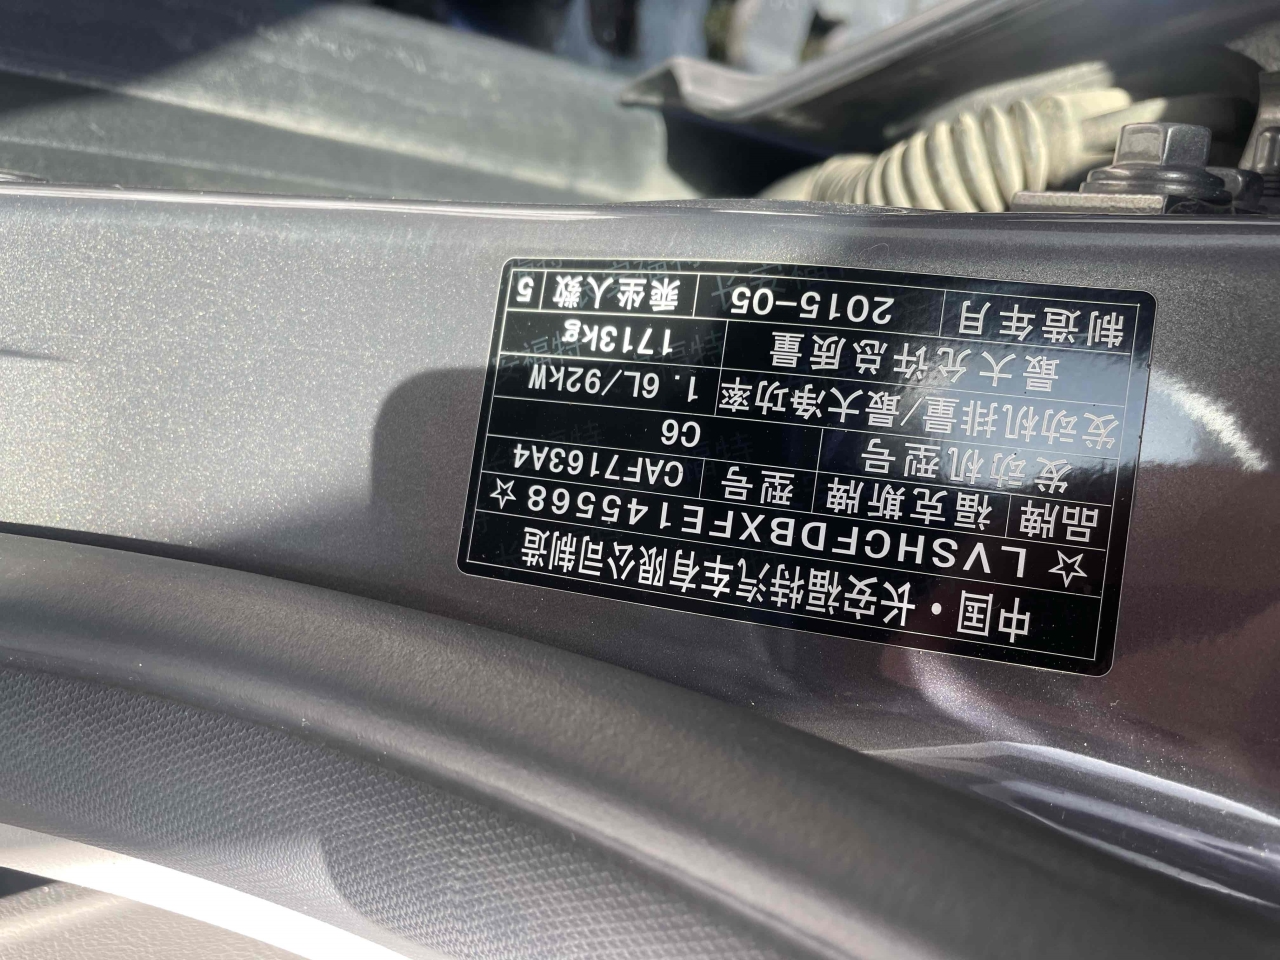 中国·长安福特汽车有限公司制造
☆LVSHCFDBXFE145568☆
品牌 福克斯牌 型号 CAF7163A4
发动机型号 G6
发动机排量/最大净功率 1.6L/92kW
最大允许总质量 1713kg
制造年月 2015-05 乘坐人数 5